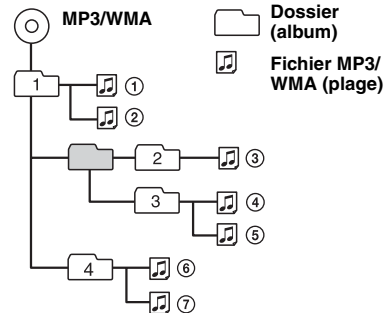 MP3/WMA
Dossier
(album)
Fichier MP3/
WMA (plage)
1
①
②
2
③
3
④
⑤
4
⑥
⑦